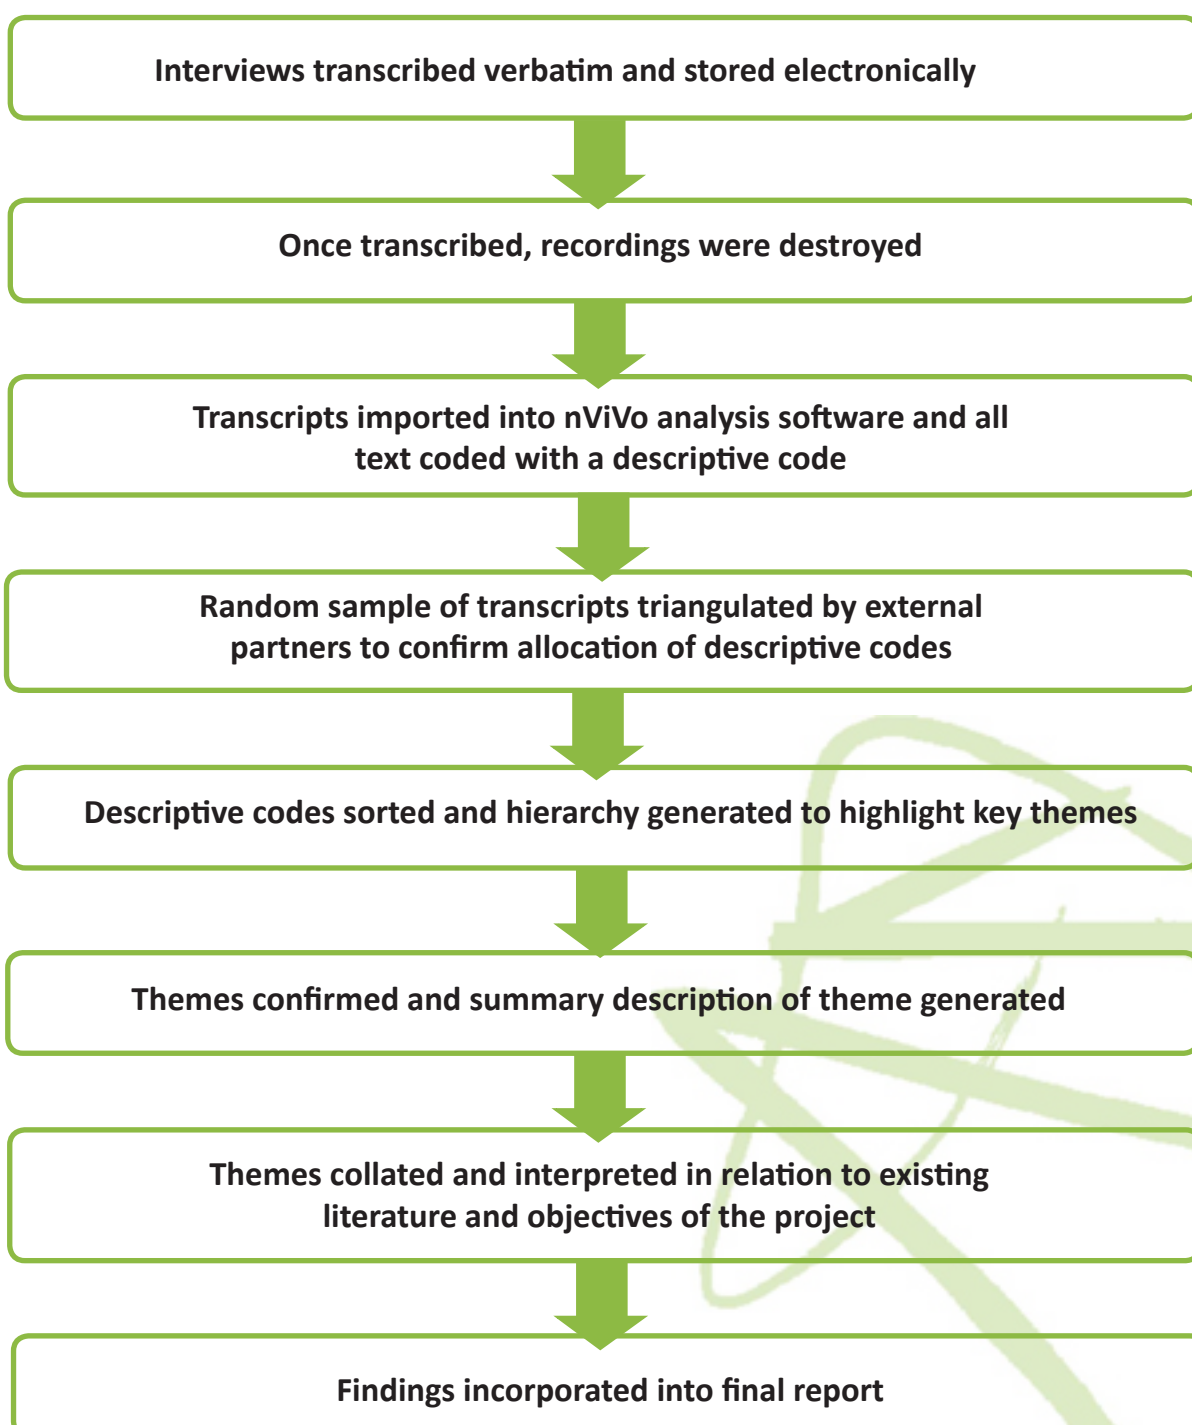 Interviews transcribed verbatim and stored electronically
Once transcribed, recordings were destroyed
Transcripts imported into nViVo analysis software and all
text coded with a descriptive code
Random sample of transcripts triangulated by external
partners to confirm allocation of descriptive codes
Descriptive codes sorted and hierarchy generated to highlight key themes
Themes confirmed and summary description of theme generated
Themes collated and interpreted in relation to existing
literature and objectives of the project
Findings incorporated into final report